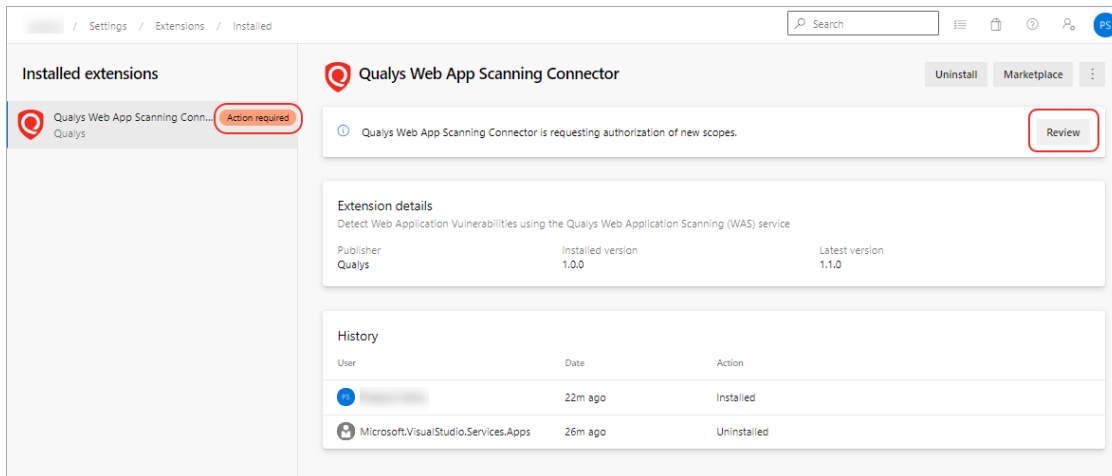 / Settings / Extensions / Installed
Search
PS
Installed extensions
Qualys Web App Scanning Conn... Action required
Qualys
Qualys Web App Scanning Connector
Uninstall Marketplace
Qualys Web App Scanning Connector is requesting authorization of new scopes.
Review
Extension details
Detect Web Application Vulnerabilities using the Qualys Web Application Scanning (WAS) service
Publisher Installed version Latest version
Qualys 1.0.0 1.1.0
History
User Date Action
PS 22m ago Installed
Microsoft.VisualStudio.Services.Apps 26m ago Uninstalled